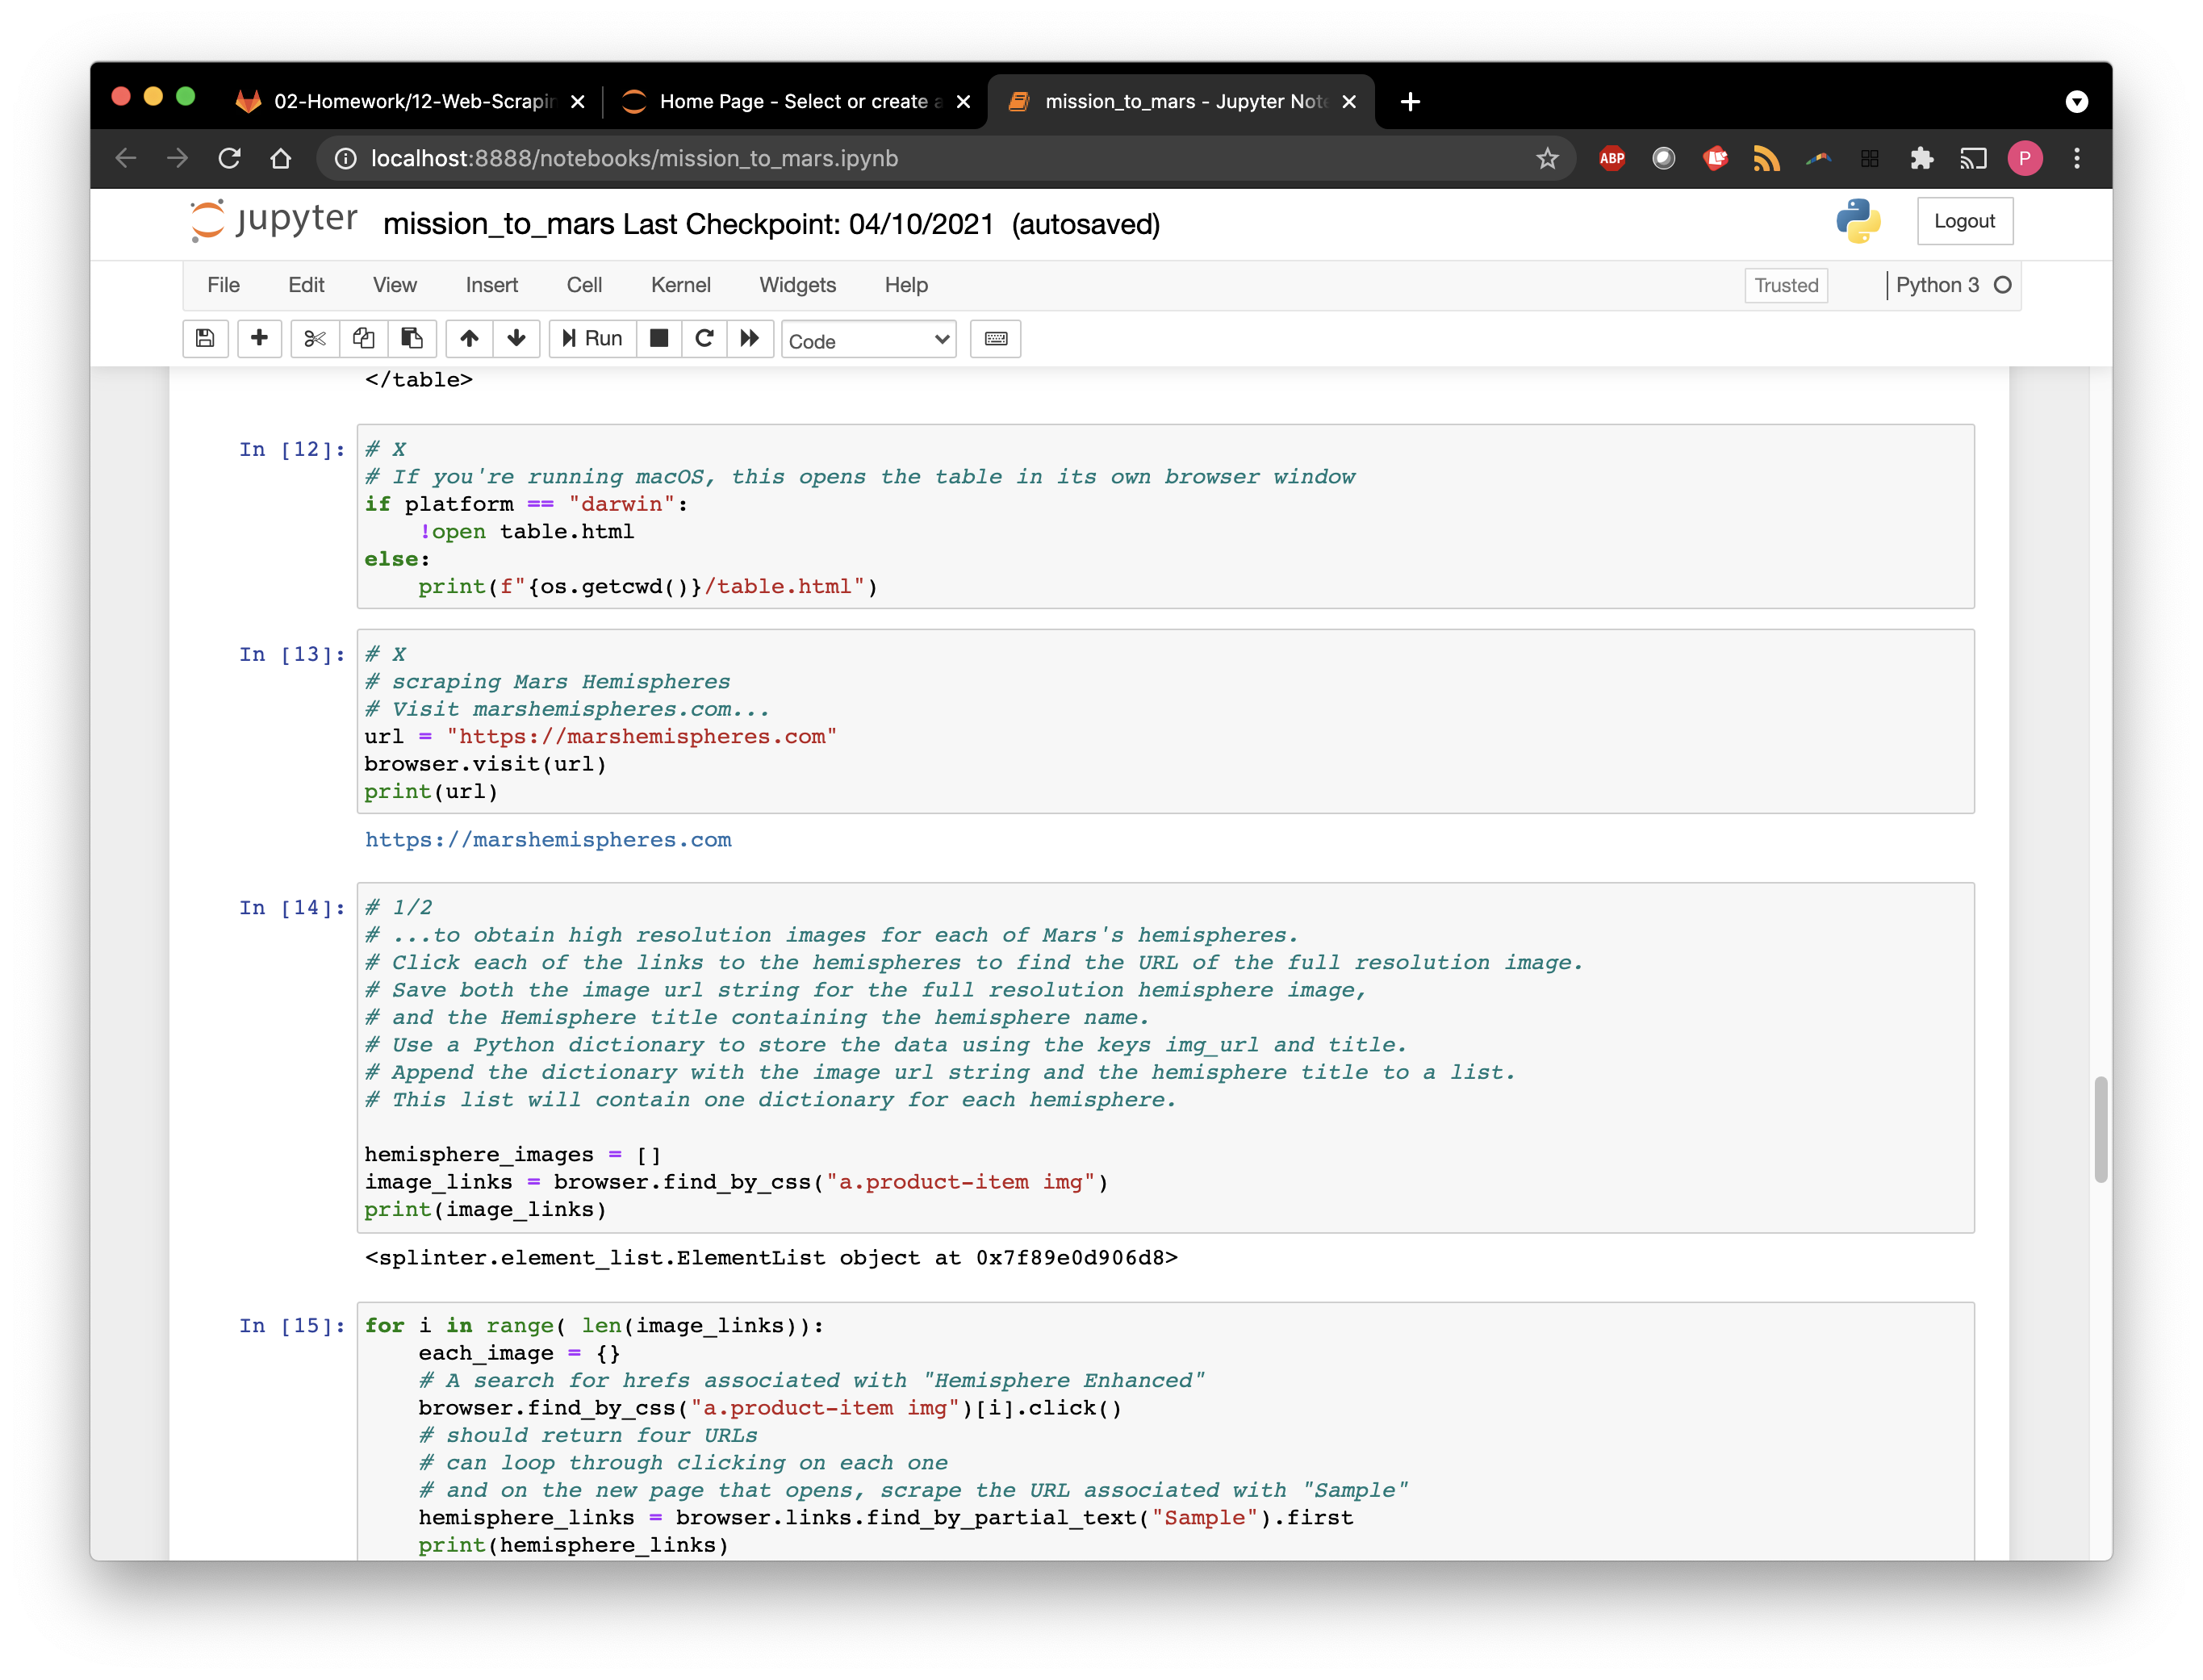 02-Homework/12-Web-Scrapin
Home Page - Select or create a
mission_to_mars - Jupyter Note
localhost:8888/notebooks/mission_to_mars.ipynb
ABP
P
jupyter mission_to_mars Last Checkpoint: 04/10/2021 (autosaved)
Logout
File Edit View Insert Cell Kernel Widgets Help
Trusted
Python 3
Run
Code
</table>
In [12]:
# X
# If you're running macOS, this opens the table in its own browser window
if platform == "darwin":
    !open table.html
else:
    print(f"{os.getcwd()}/table.html")
In [13]:
# X
# scraping Mars Hemispheres
# Visit marshemispheres.com...
url = "https://marshemispheres.com"
browser.visit(url)
print(url)
https://marshemispheres.com
In [14]:
# 1/2
# ...to obtain high resolution images for each of Mars's hemispheres.
# Click each of the links to the hemispheres to find the URL of the full resolution image.
# Save both the image url string for the full resolution hemisphere image,
# and the Hemisphere title containing the hemisphere name.
# Use a Python dictionary to store the data using the keys img_url and title.
# Append the dictionary with the image url string and the hemisphere title to a list.
# This list will contain one dictionary for each hemisphere.
hemisphere_images = []
image_links = browser.find_by_css("a.product-item img")
print(image_links)
<splinter.element_list.ElementList object at 0x7f89e0d906d8>
In [15]:
for i in range( len(image_links)):
    each_image = {}
    # A search for hrefs associated with "Hemisphere Enhanced"
    browser.find_by_css("a.product-item img")[i].click()
    # should return four URLs
    # can loop through clicking on each one
    # and on the new page that opens, scrape the URL associated with "Sample"
    hemisphere_links = browser.links.find_by_partial_text("Sample").first
    print(hemisphere_links)